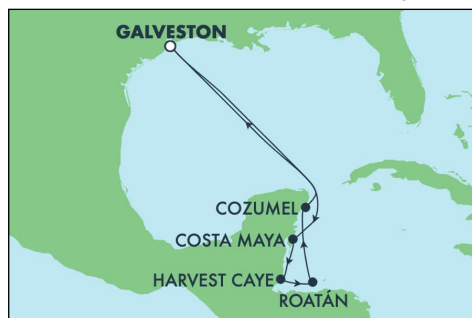 GALVESTON
COZUMEL
COSTA MAYA
HARVEST CAYE
ROATÁN